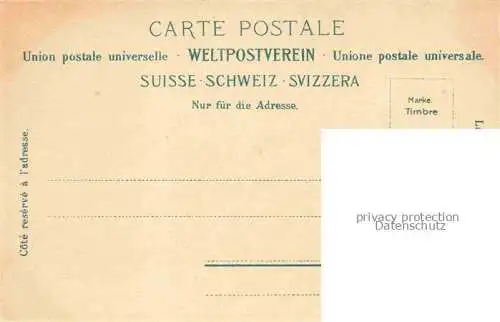 CARTE POSTALE
Union postale universelle · WELTPOSTVEREIN · Unione postale universale.
SUISSE · SCHWEIZ · SVIZZERA
Nur für die Adresse.
Marke.
Timbre
Côté reservé à l'adresse.
privacy protection
Datenschutz